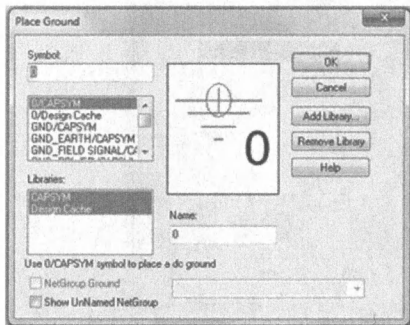 Place Ground
Symbol:
0
0/CAPSYM
0/Design Cache
GND/CAPSYM
GND_EARTH/CAPSYM
GND_FIELD SIGNAL/CA
Libraries:
CAPSYM
Design Cache
0
Name:
0
OK
Cancel
Add Library...
Remove Library
Help
Use 0/CAPSYM symbol to place a dc ground
NetGroup Ground
Show UnNamed NetGroup